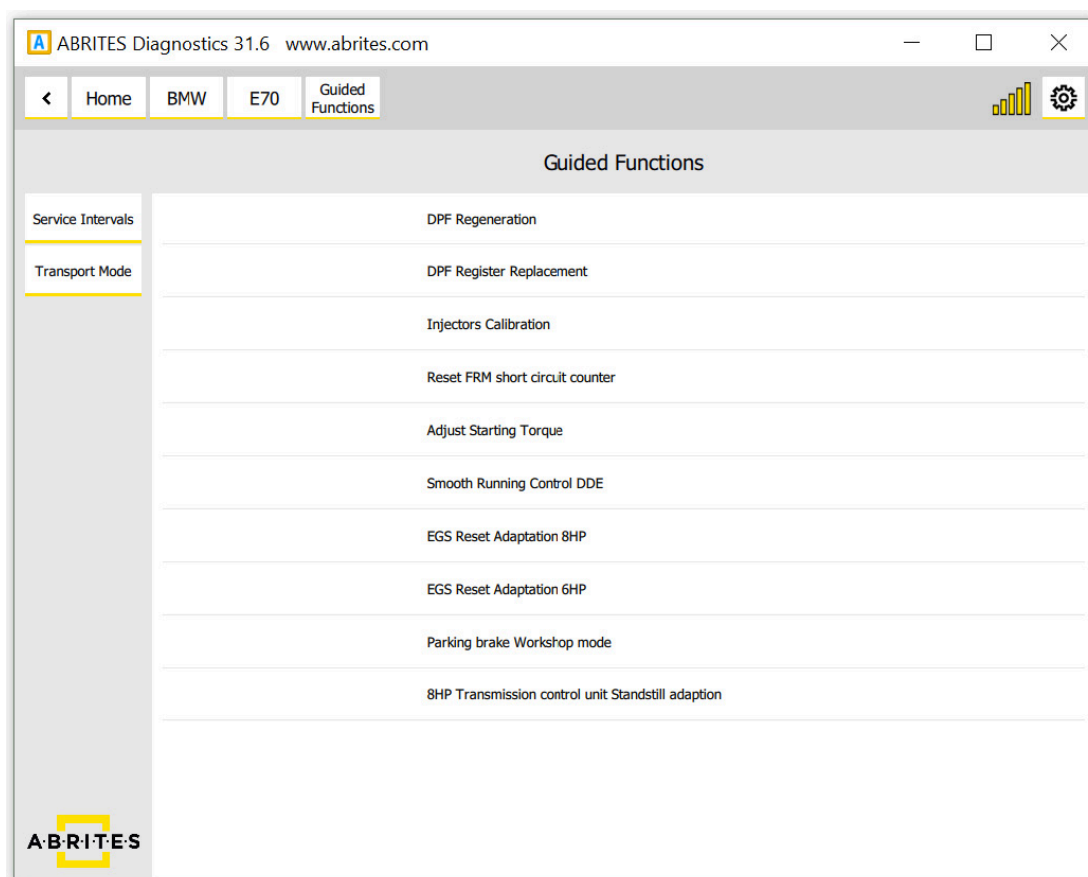 A ABRITES Diagnostics 31.6 www.abrites.com
Home BMW E70 Guided
Functions
Guided Functions
Service Intervals
Transport Mode
DPF Regeneration
DPF Register Replacement
Injectors Calibration
Reset FRM short circuit counter
Adjust Starting Torque
Smooth Running Control DDE
EGS Reset Adaptation 8HP
EGS Reset Adaptation 6HP
Parking brake Workshop mode
8HP Transmission control unit Standstill adaption
A·B·R·I·T·E·S